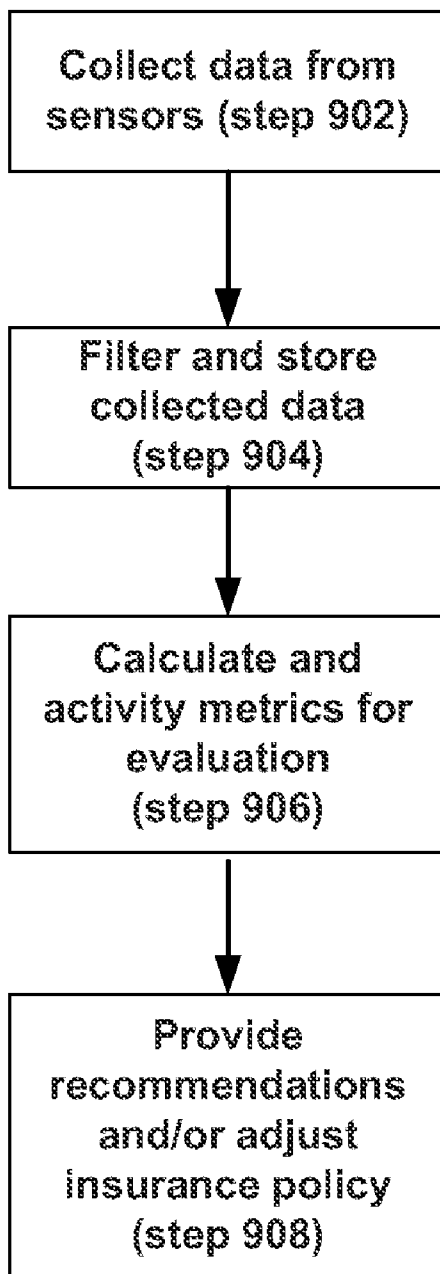 Collect data from
sensors (step 902)
Filter and store
collected data
(step 904)
Calculate and
activity metrics for
evaluation
(step 906)
Provide
recommendations
and/or adjust
insurance policy
(step 908)